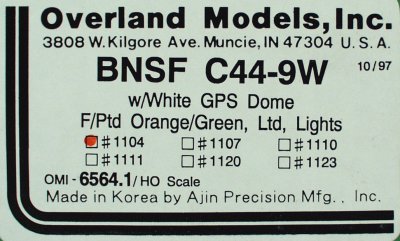 Overland Models, Inc.
3808 W. Kilgore Ave. Muncie, IN 47304 U.S.A.
BNSF C44-9W 10/97
w/White GPS Dome
F/Ptd Orange/Green, Ltd, Lights
#1104 #1107 #1110
#1111 #1120 #1123
OMI-6564.1/HO Scale
Made in Korea by Ajin Precision Mfg., Inc.